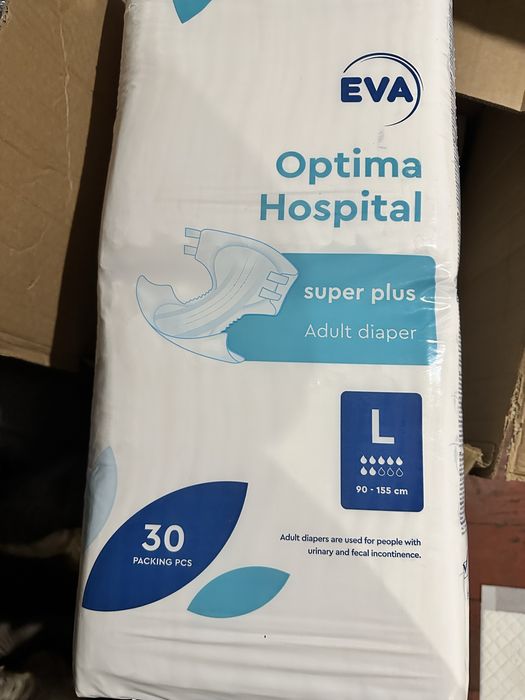 EVA
Optima
Hospital
super plus
Adult diaper
L
90 - 155 cm
Adult diapers are used for people with
urinary and fecal incontinence.
30
PACKING PCS